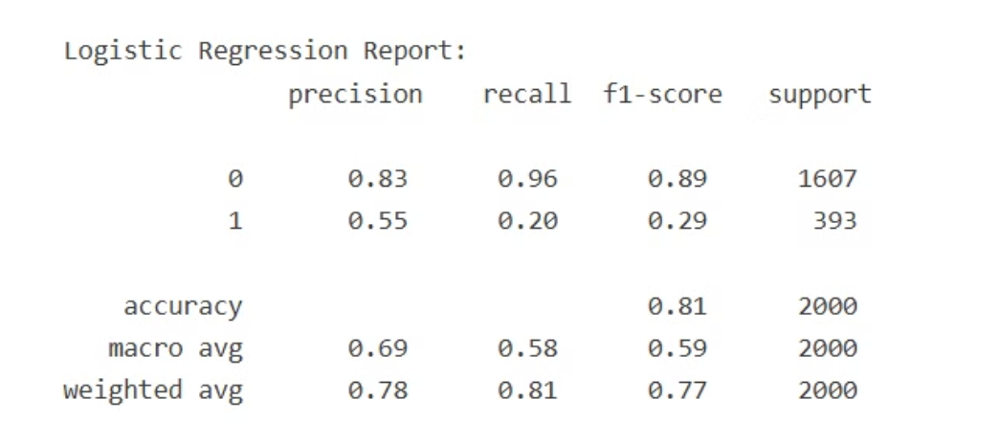 Logistic Regression Report:
precision recall f1-score support
0 0.83 0.96 0.89 1607
1 0.55 0.20 0.29 393
accuracy 0.81 2000
macro avg 0.69 0.58 0.59 2000
weighted avg 0.78 0.81 0.77 2000